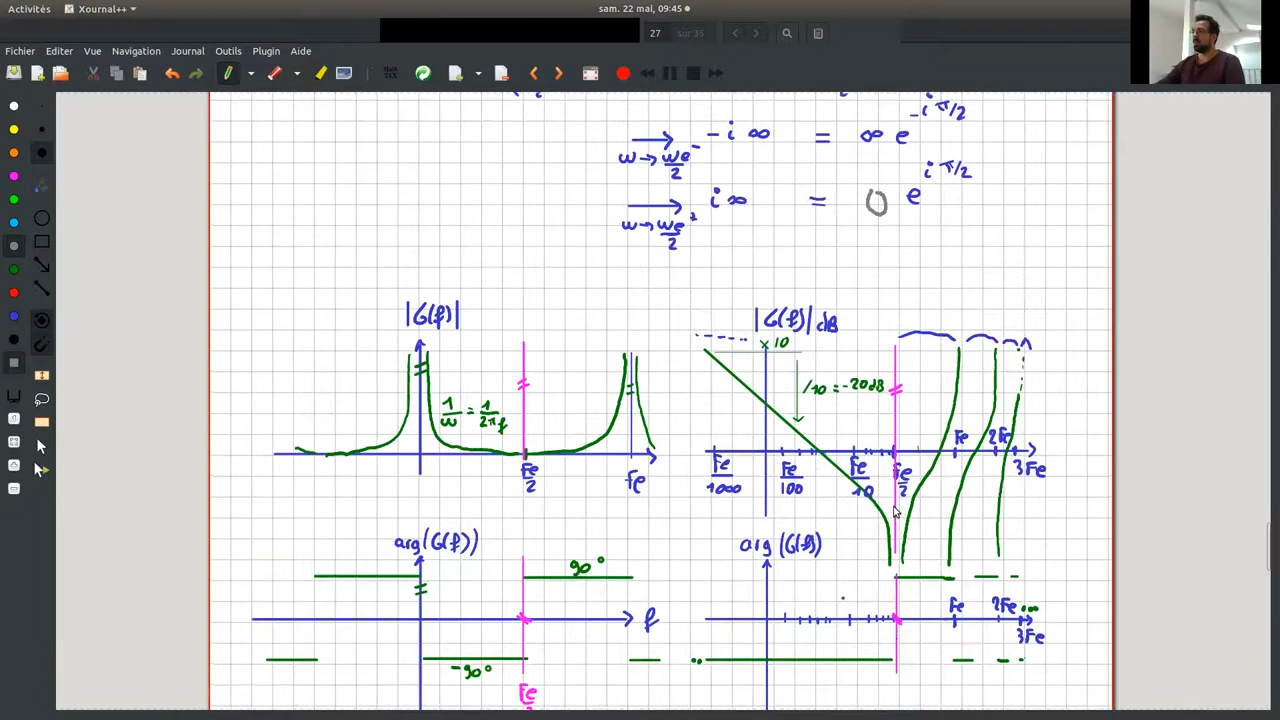 Activités
Xournal++
sam. 22 mai, 09:45
27 sur 35
Fichier Editer Vue Navigation Journal Outils Plugin Aide
→ -i ∞ = ∞ e^{-i π/2}
ω→ωe/2⁻
→ i ∞ = 0 e^{i π/2}
ω→ωe/2⁺
|G(f)|
1/ω = 1/2πf
Fe/2
Fe
|G(f)|dB
×10
/10 = -20dB
Fe/1000 Fe/100 Fe/10 Fe/2 Fe 2Fe 3Fe
arg(G(f))
90°
f
-90°
Fe
arg(G(f))
Fe 2Fe ...
3Fe